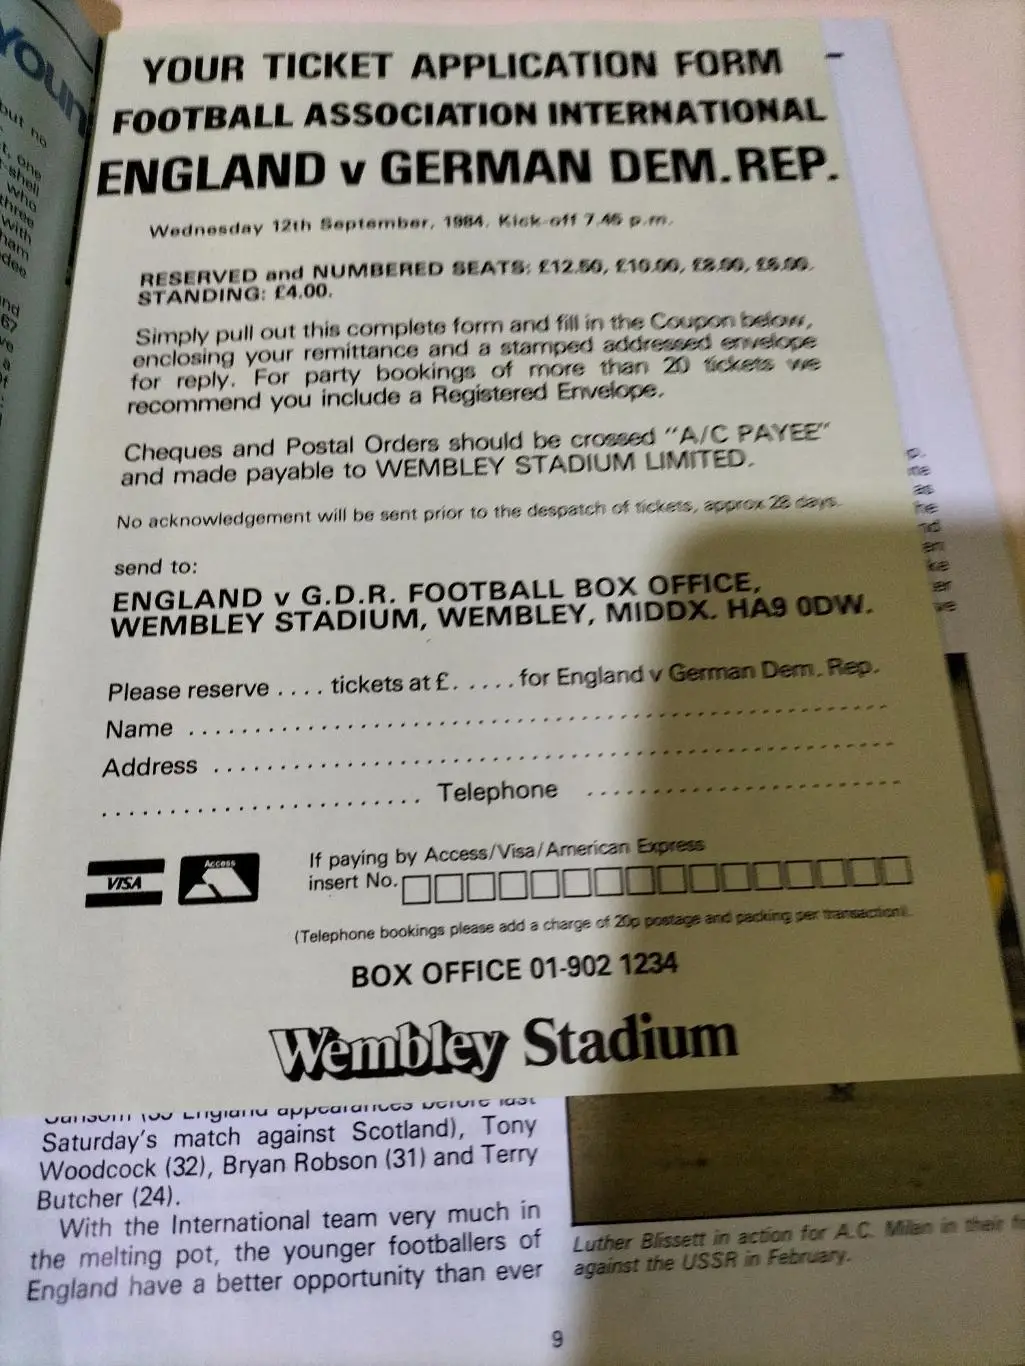 YOUR TICKET APPLICATION FORM
FOOTBALL ASSOCIATION INTERNATIONAL
ENGLAND v GERMAN DEM. REP.
Wednesday 12th September, 1984. Kick-off 7.45 p.m.
RESERVED and NUMBERED SEATS: £12.50, £10.00, £8.00, £6.00.
STANDING: £4.00.
Simply pull out this complete form and fill in the Coupon below,
enclosing your remittance and a stamped addressed envelope
for reply. For party bookings of more than 20 tickets we
recommend you include a Registered Envelope.
Cheques and Postal Orders should be crossed "A/C PAYEE"
and made payable to WEMBLEY STADIUM LIMITED.
No acknowledgement will be sent prior to the despatch of tickets, approx 28 days.
send to:
ENGLAND v G.D.R. FOOTBALL BOX OFFICE,
WEMBLEY STADIUM, WEMBLEY, MIDDX. HA9 0DW.
Please reserve .... tickets at £. .... for England v German Dem. Rep.
Name
Address
Telephone
VISA
Access
If paying by Access/Visa/American Express
insert No.
(Telephone bookings please add a charge of 20p postage and packing per transaction).
BOX OFFICE 01-902 1234
Wembley Stadium
England appearances before last
Saturday's match against Scotland), Tony
Woodcock (32), Bryan Robson (31) and Terry
Butcher (24).
With the International team very much in
the melting pot, the younger footballers of
England have a better opportunity than ever
Luther Blissett in action for A.C. Milan in their
against the USSR in February.
9